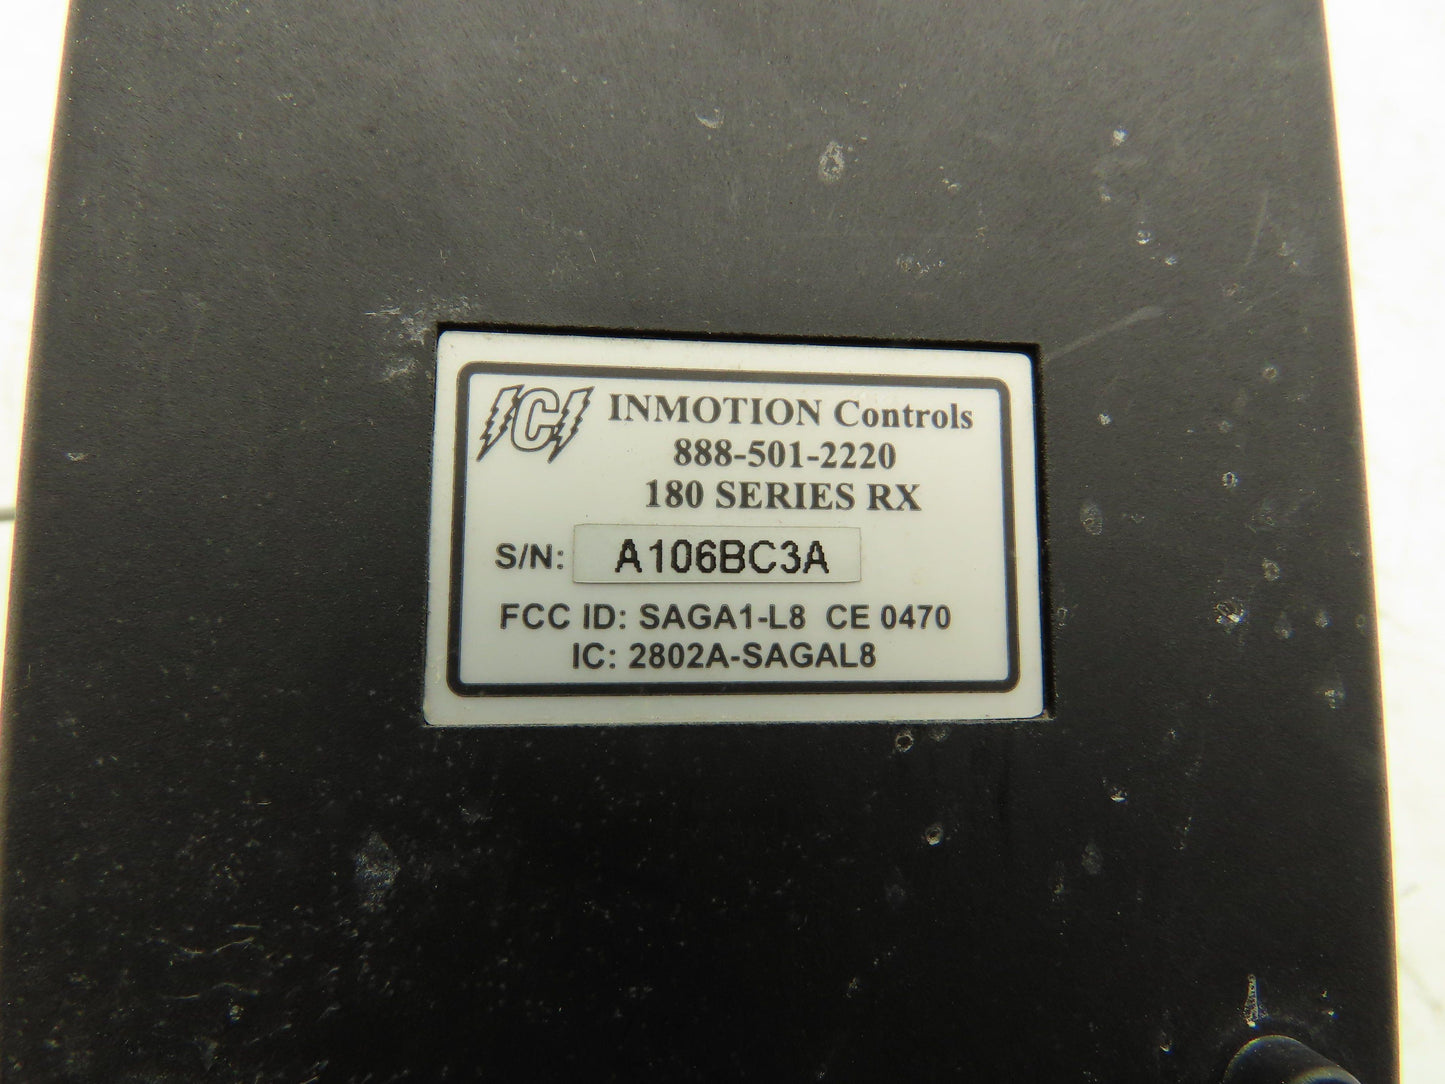 ICI INMOTION Controls
888-501-2220
180 SERIES RX
S/N: A106BC3A
FCC ID: SAGA1-L8 CE 0470
IC: 2802A-SAGAL8